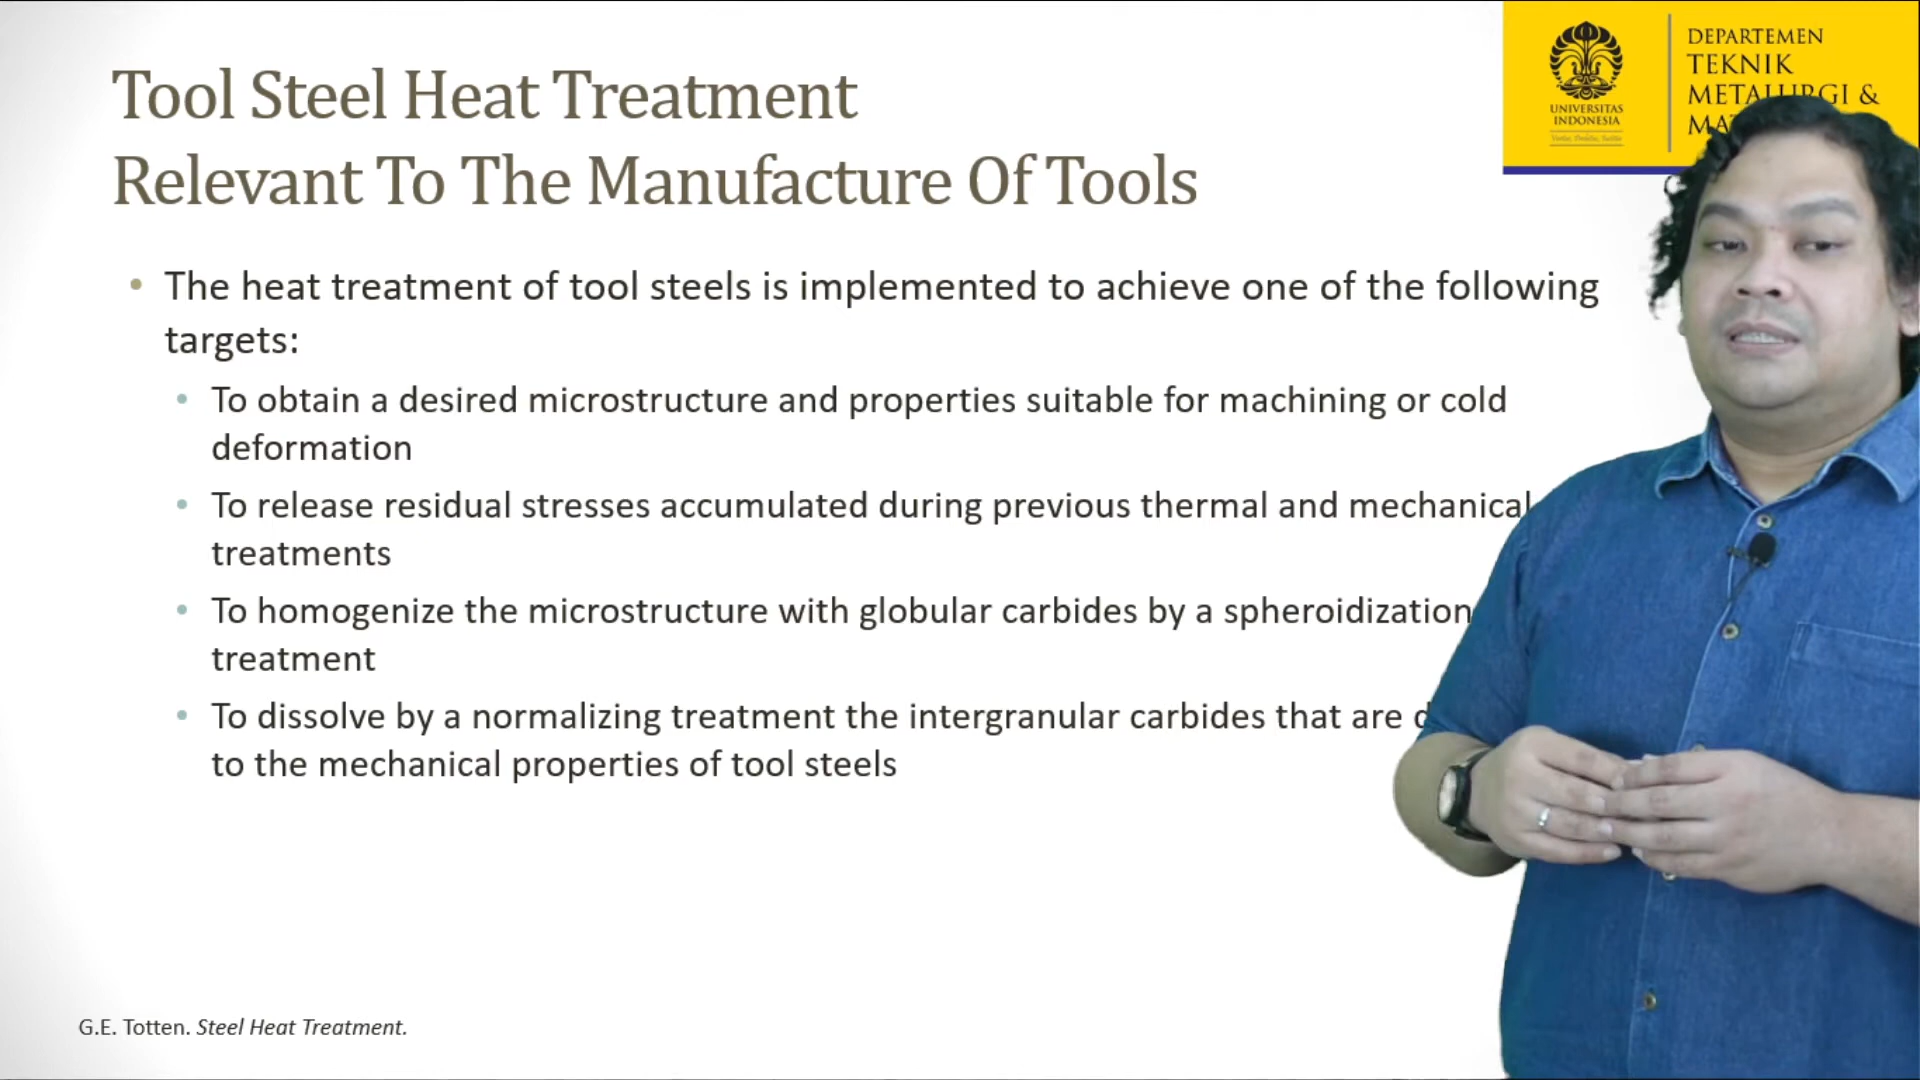 Tool Steel Heat Treatment
Relevant To The Manufacture Of Tools
UNIVERSITAS
INDONESIA
Veritas, Probitas, Iustitia
DEPARTEMEN
TEKNIK
METALURGI &
• The heat treatment of tool steels is implemented to achieve one of the following
targets:
• To obtain a desired microstructure and properties suitable for machining or cold
deformation
• To release residual stresses accumulated during previous thermal and mechanical
treatments
• To homogenize the microstructure with globular carbides by a spheroidization
treatment
• To dissolve by a normalizing treatment the intergranular carbides that are
to the mechanical properties of tool steels
G.E. Totten. Steel Heat Treatment.